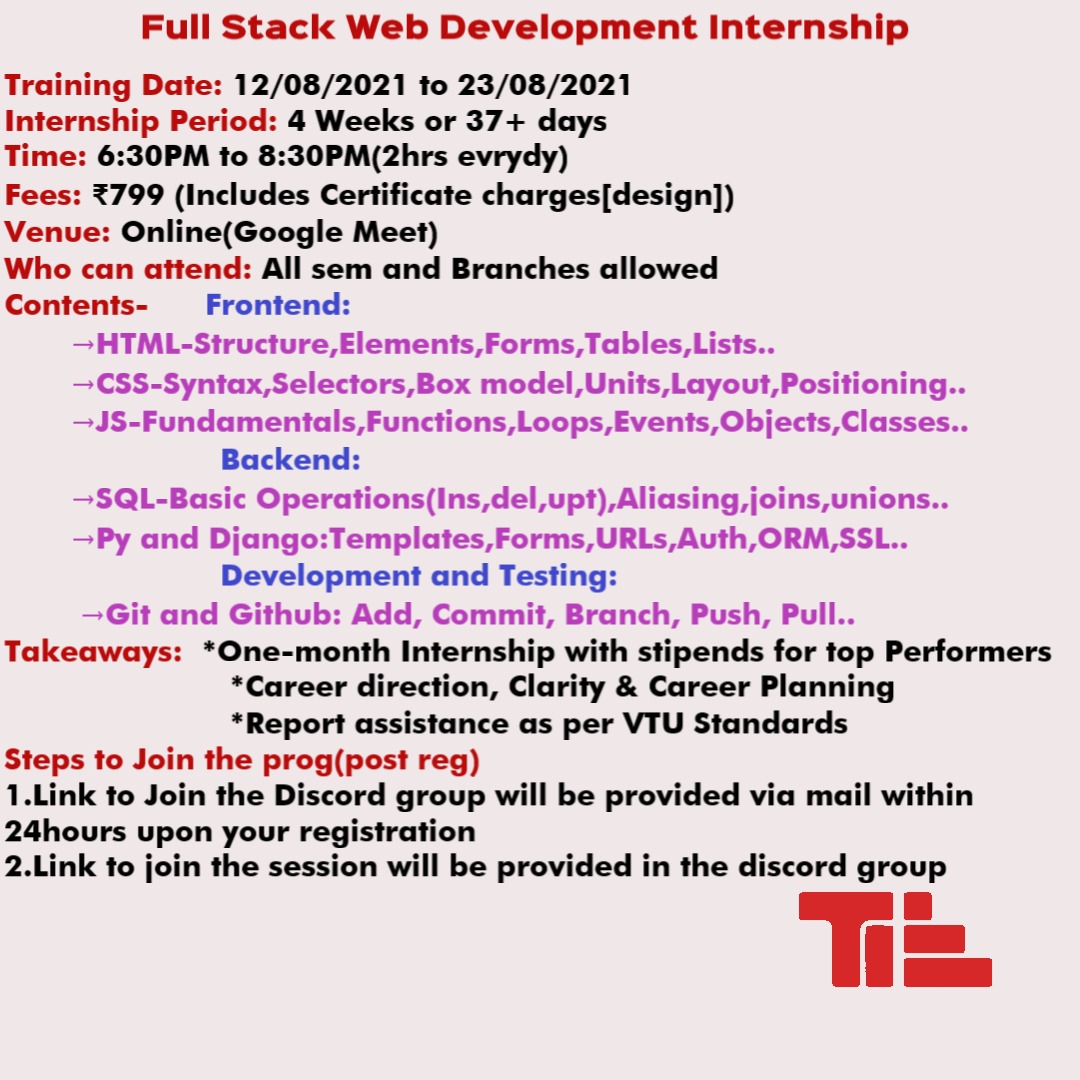 Full Stack Web Development Internship
Training Date: 12/08/2021 to 23/08/2021
Internship Period: 4 Weeks or 37+ days
Time: 6:30PM to 8:30PM(2hrs evrydy)
Fees: ₹799 (Includes Certificate charges[design])
Venue: Online(Google Meet)
Who can attend: All sem and Branches allowed
Contents- Frontend:
→HTML-Structure,Elements,Forms,Tables,Lists..
→CSS-Syntax,Selectors,Box model,Units,Layout,Positioning..
→JS-Fundamentals,Functions,Loops,Events,Objects,Classes..
Backend:
→SQL-Basic Operations(Ins,del,upt),Aliasing,joins,unions..
→Py and Django:Templates,Forms,URLs,Auth,ORM,SSL..
Development and Testing:
→Git and Github: Add, Commit, Branch, Push, Pull..
Takeaways: *One-month Internship with stipends for top Performers
*Career direction, Clarity & Career Planning
*Report assistance as per VTU Standards
Steps to Join the prog(post reg)
1.Link to Join the Discord group will be provided via mail within
24hours upon your registration
2.Link to join the session will be provided in the discord group